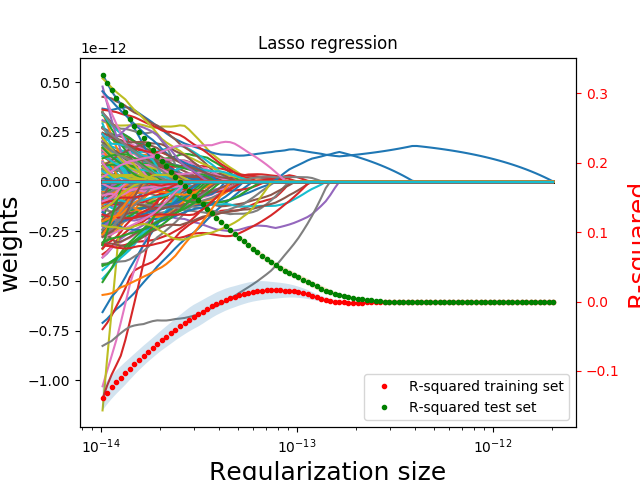 Lasso regression
1e−12
0.50
0.25
0.00
−0.25
−0.50
−0.75
−1.00
weights
0.3
0.2
0.1
0.0
−0.1
R-squared
R-squared training set
R-squared test set
10⁻¹⁴
10⁻¹³
10⁻¹²
Regularization size